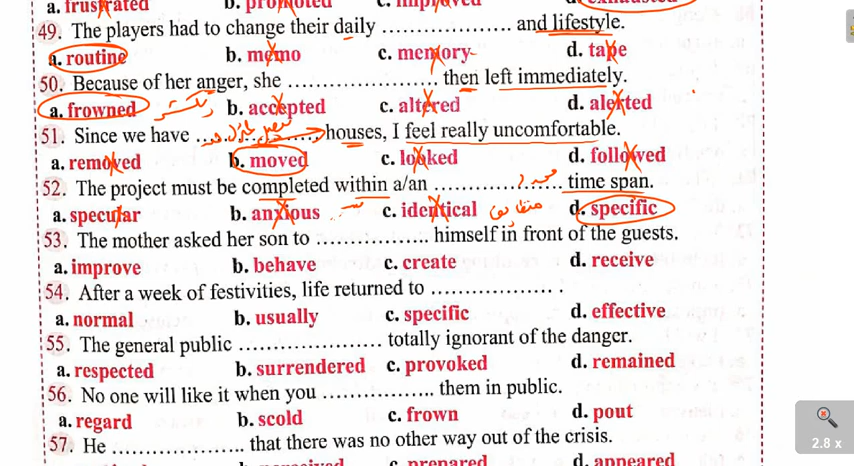 a. frustrated b. promoted c. improved d. exhausted
49. The players had to change their daily .................... and lifestyle.
a. routine b. memo c. memory d. tape
50. Because of her anger, she .......................... then left immediately.
a. frowned b. accepted c. altered d. alerted
51. Since we have .................... houses, I feel really uncomfortable.
a. removed b. moved c. looked d. followed
52. The project must be completed within a/an .................... time span.
محدد
a. specular b. anxious c. identical d. specific
متطابق
53. The mother asked her son to .................. himself in front of the guests.
a. improve b. behave c. create d. receive
54. After a week of festivities, life returned to .................... .
a. normal b. usually c. specific d. effective
55. The general public ........................ totally ignorant of the danger.
a. respected b. surrendered c. provoked d. remained
56. No one will like it when you .................. them in public.
a. regard b. scold c. frown d. pout
57. He ...................... that there was no other way out of the crisis.
c. prepared d. appeared
2.8 x